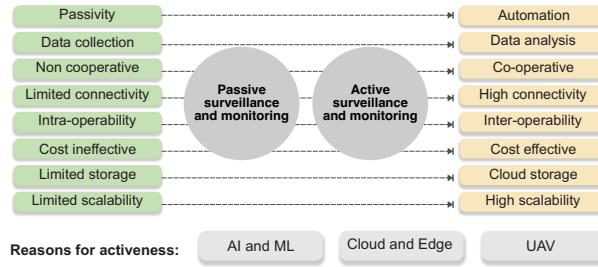 Passivity
Automation
Data collection
Data analysis
Non cooperative
Co-operative
Limited connectivity
High connectivity
Intra-operability
Inter-operability
Cost ineffective
Cost effective
Limited storage
Cloud storage
Limited scalability
High scalability
Passive
surveillance
and monitoring
Active
surveillance
and monitoring
Reasons for activeness:
AI and ML
Cloud and Edge
UAV